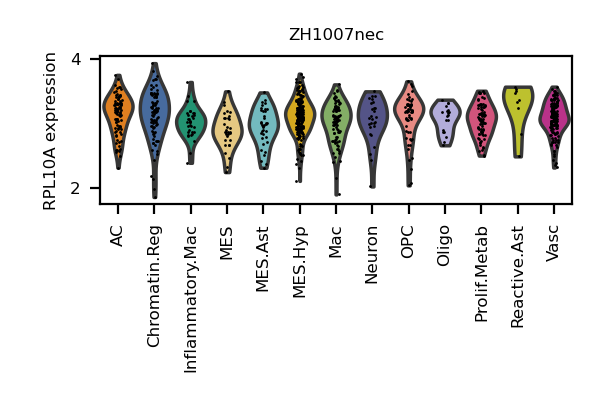 ZH1007nec
RPL10A expression
4
2
AC
Chromatin.Reg
Inflammatory.Mac
MES
MES.Ast
MES.Hyp
Mac
Neuron
OPC
Oligo
Prolif.Metab
Reactive.Ast
Vasc